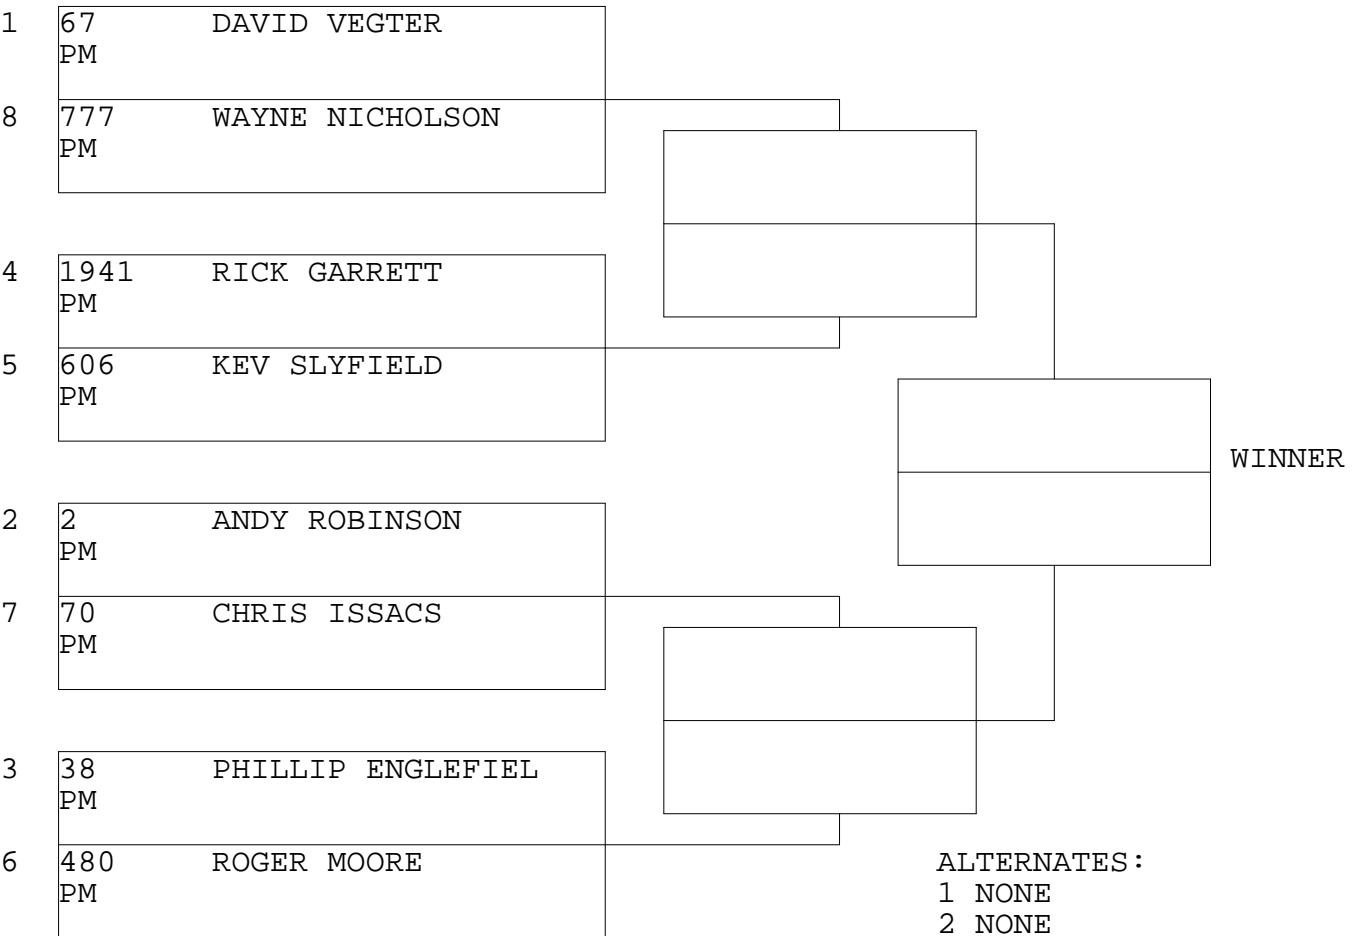 1 67 DAVID VEGTER
PM
8 777 WAYNE NICHOLSON
PM
4 1941 RICK GARRETT
PM
5 606 KEV SLYFIELD
PM
WINNER
2 2 ANDY ROBINSON
PM
7 70 CHRIS ISSACS
PM
3 38 PHILLIP ENGLEFIEL
PM
6 480 ROGER MOORE
PM
ALTERNATES:
1 NONE
2 NONE